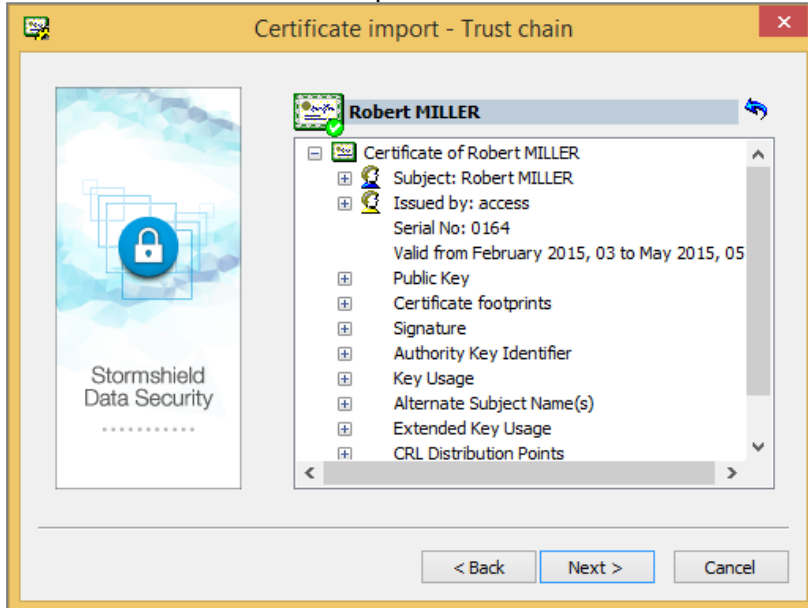 Certificate import - Trust chain
Robert MILLER
Certificate of Robert MILLER
Subject: Robert MILLER
Issued by: access
Serial No: 0164
Valid from February 2015, 03 to May 2015, 05
Public Key
Certificate footprints
Signature
Authority Key Identifier
Key Usage
Alternate Subject Name(s)
Extended Key Usage
CRL Distribution Points
Stormshield
Data Security
< Back Next > Cancel